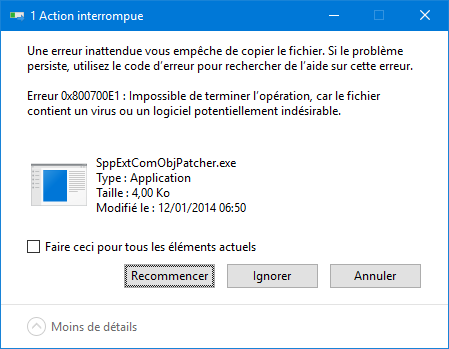 1 Action interrompue
Une erreur inattendue vous empêche de copier le fichier. Si le problème
persiste, utilisez le code d'erreur pour rechercher de l'aide sur cette erreur.
Erreur 0x800700E1 : Impossible de terminer l'opération, car le fichier
contient un virus ou un logiciel potentiellement indésirable.
SppExtComObjPatcher.exe
Type : Application
Taille : 4,00 Ko
Modifié le : 12/01/2014 06:50
Faire ceci pour tous les éléments actuels
Recommencer
Ignorer
Annuler
Moins de détails